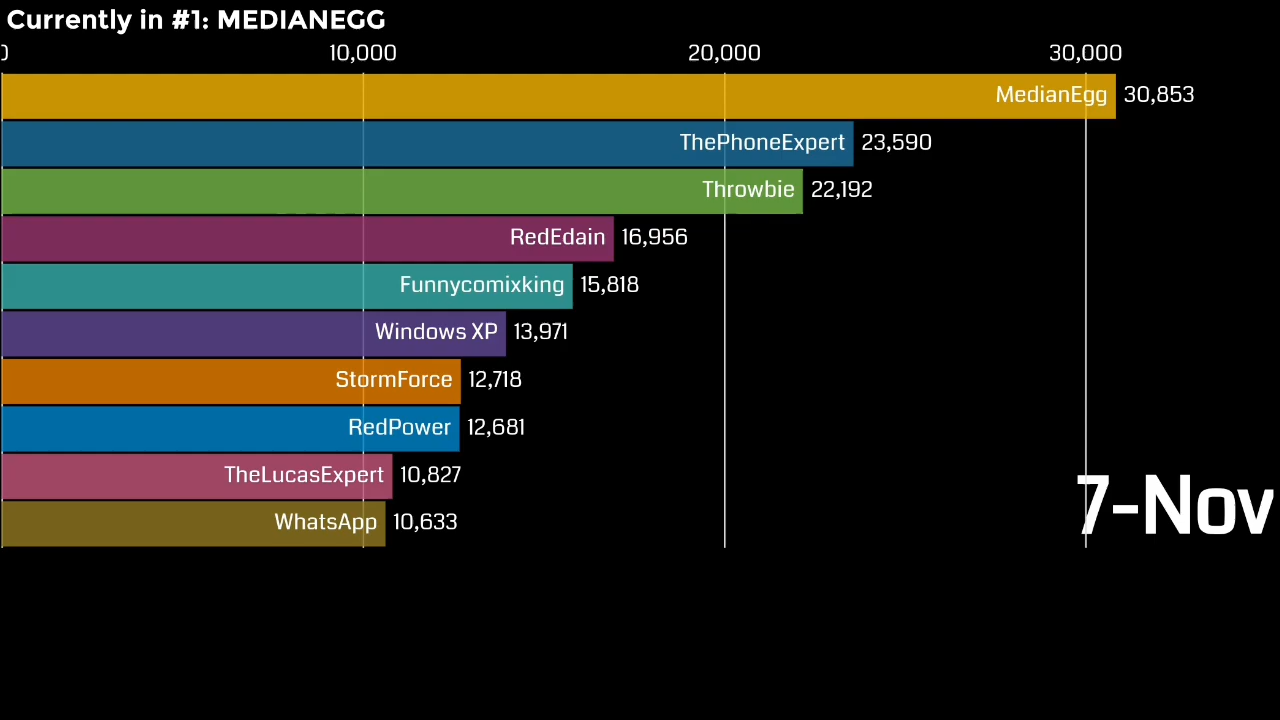 Currently in #1: MEDIANEGG
0 10,000 20,000 30,000
MedianEgg 30,853
ThePhoneExpert 23,590
Throwbie 22,192
RedEdain 16,956
Funnycomixking 15,818
Windows XP 13,971
StormForce 12,718
RedPower 12,681
TheLucasExpert 10,827
WhatsApp 10,633
7-Nov